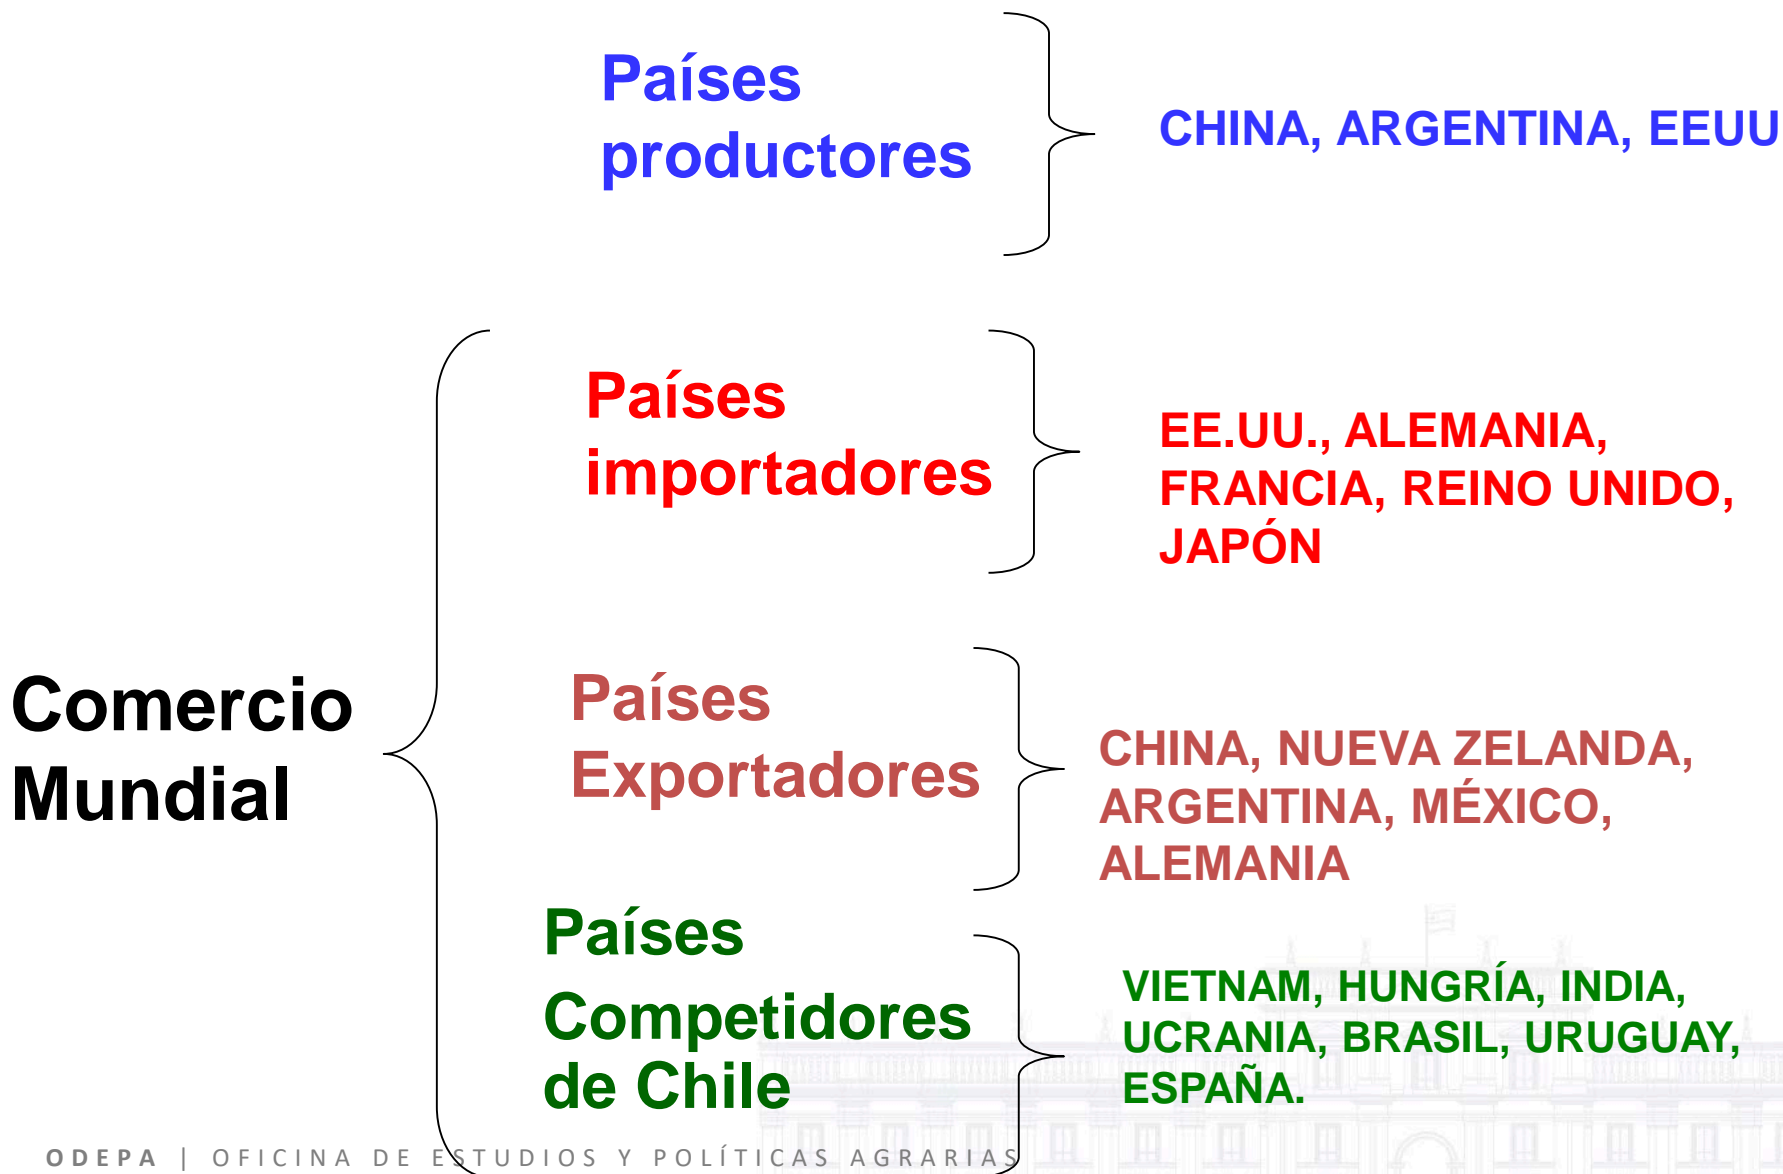 Países
productores
CHINA, ARGENTINA, EEUU
Comercio
Mundial
Países
importadores
EE.UU., ALEMANIA,
FRANCIA, REINO UNIDO,
JAPÓN
Países
Exportadores
CHINA, NUEVA ZELANDA,
ARGENTINA, MÉXICO,
ALEMANIA
Países
Competidores
de Chile
VIETNAM, HUNGRÍA, INDIA,
UCRANIA, BRASIL, URUGUAY,
ESPAÑA.
ODEPA | OFICINA DE ESTUDIOS Y POLÍTICAS AGRARIAS